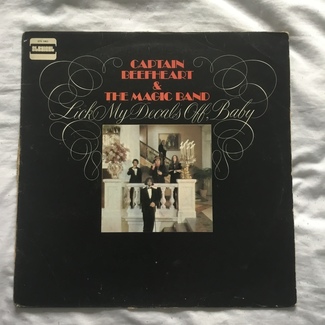 CAPTAIN
BEEFHEART
&
THE MAGIC BAND
Lick My Decals Off, Baby